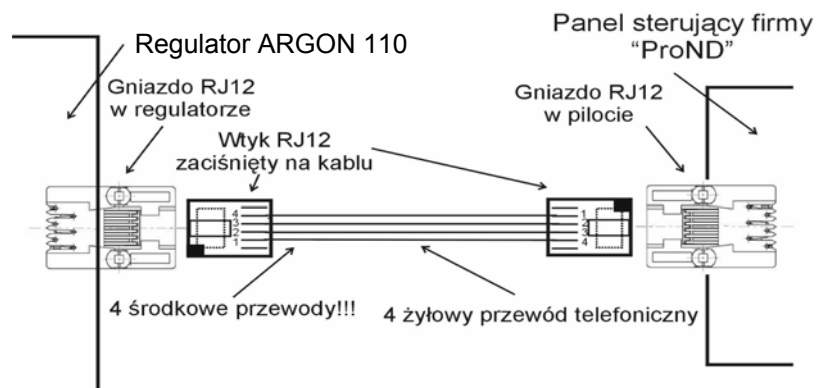 Regulator ARGON 110
Panel sterujący firmy
“ProND”
Gniazdo RJ12
w regulatorze
Gniazdo RJ12
w pilocie
Wtyk RJ12
zaciśnięty na kablu
4
3
2
1
1
2
3
4
4 środkowe przewody!!!
4 żyłowy przewód telefoniczny